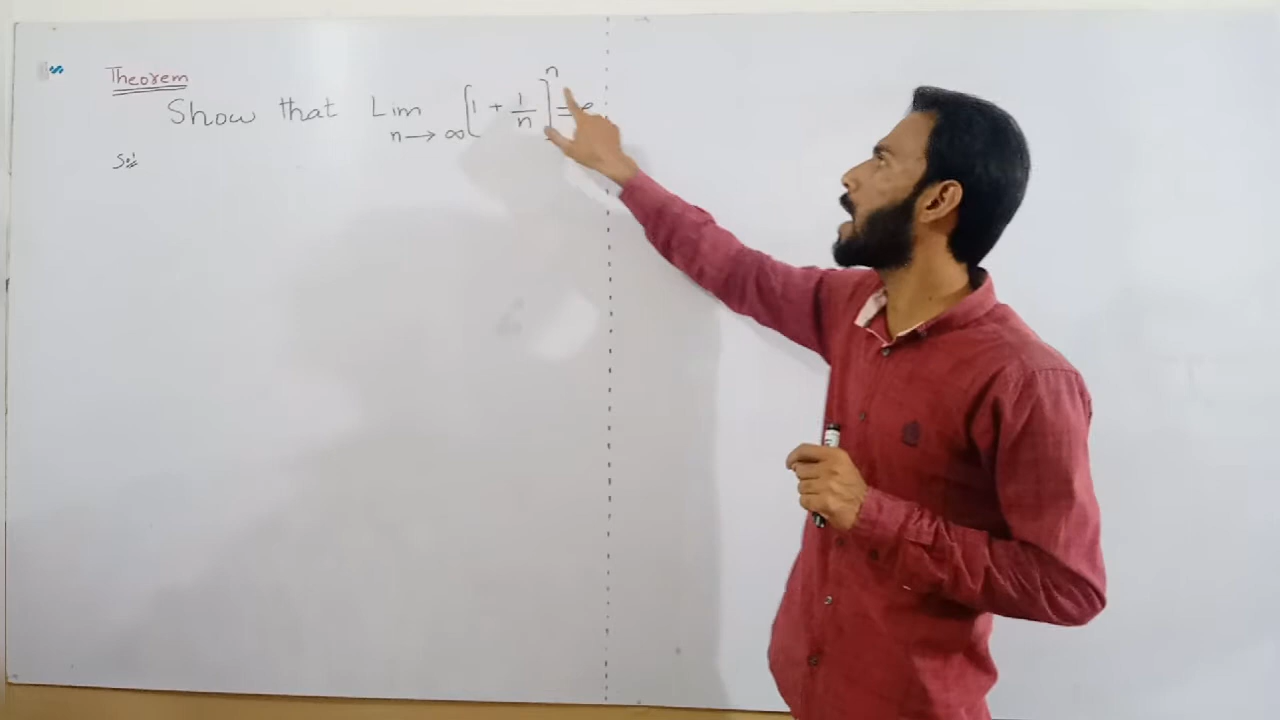 Theorem
Show that Lim n→∞ [1 + 1/n]^n = e
Sol